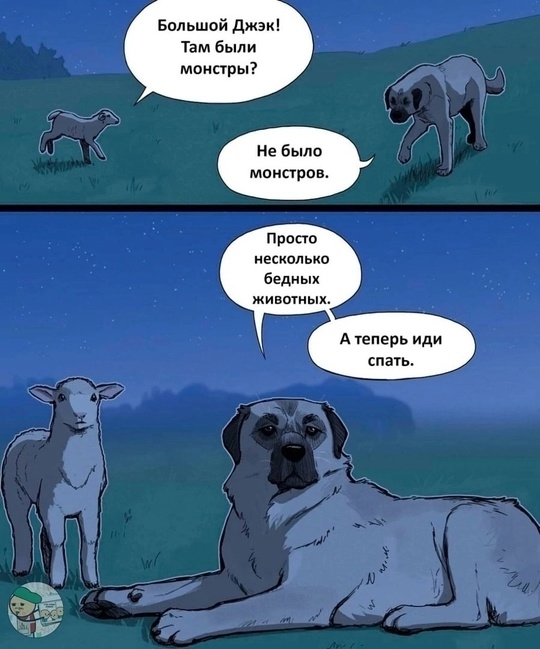 Большой Джэк!
Там были
монстры?
Не было
монстров.
Просто
несколько
бедных
животных.
А теперь иди
спать.